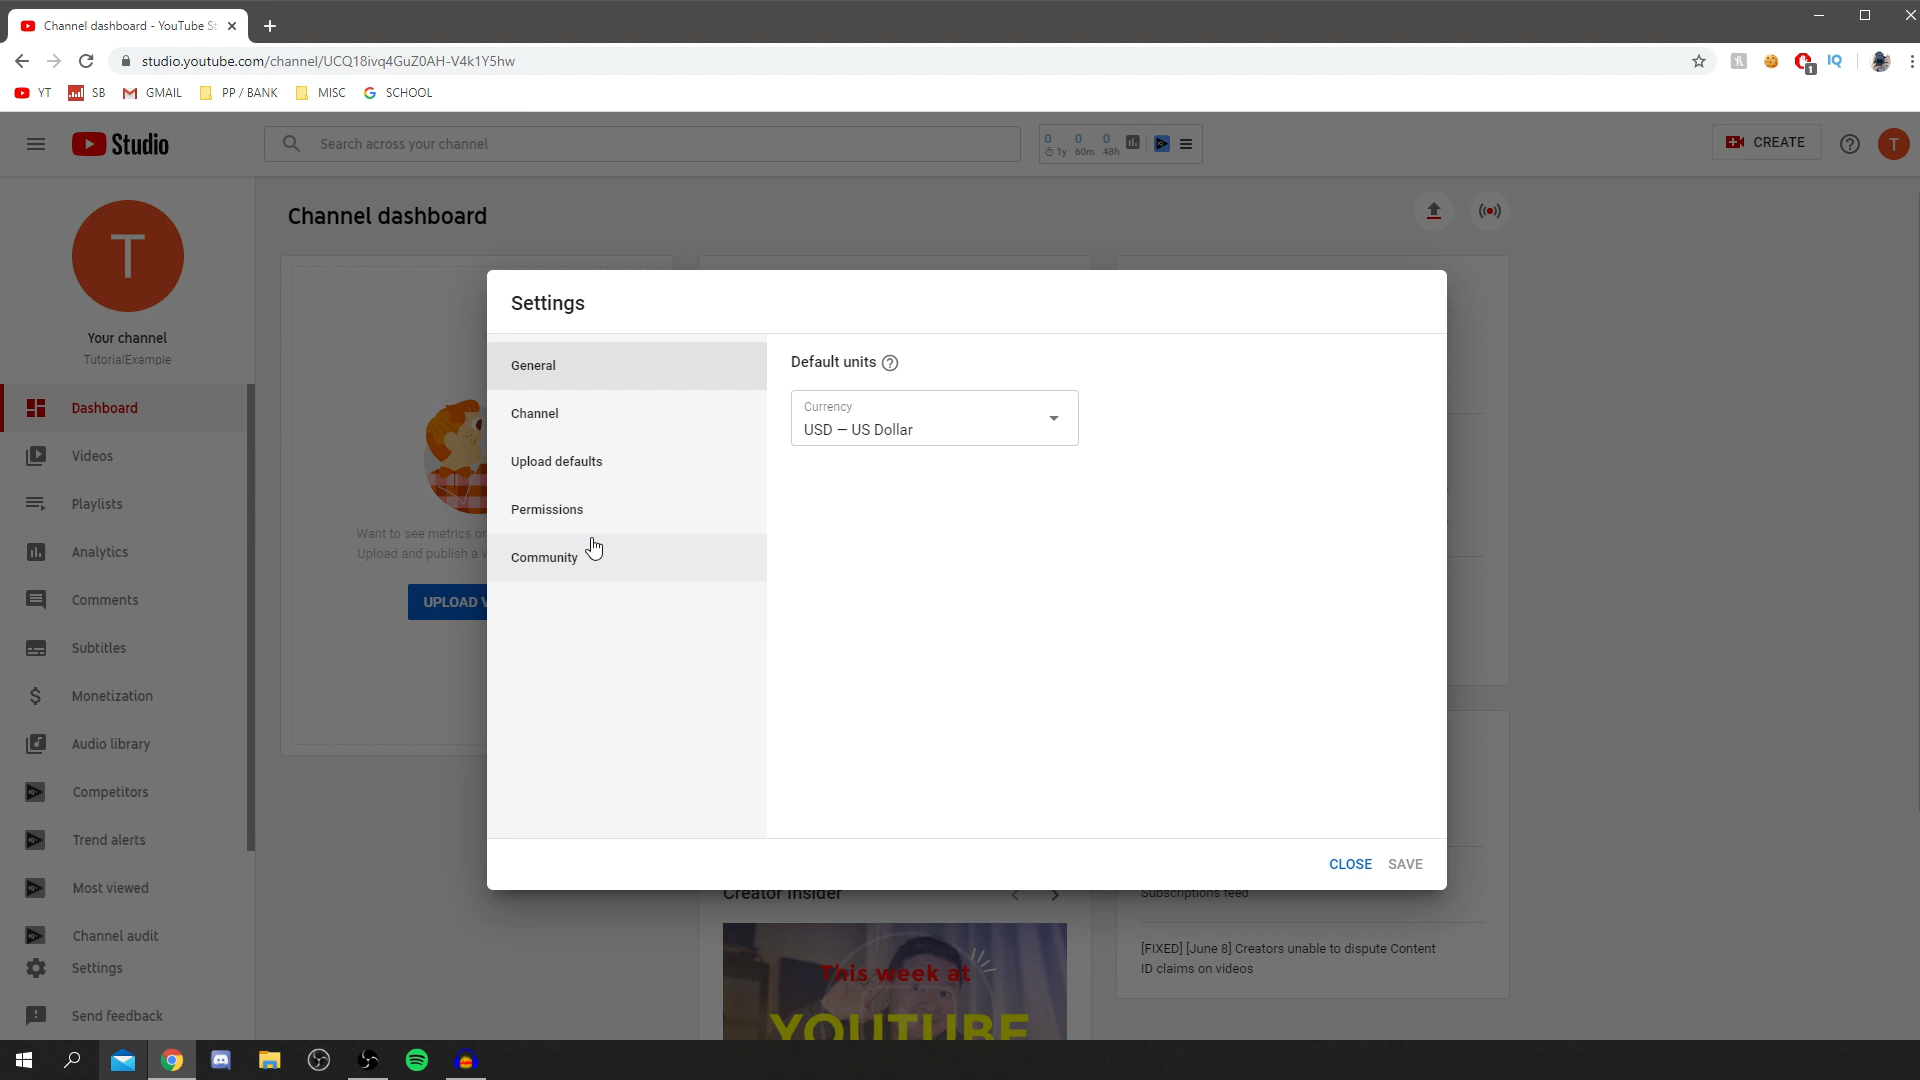 Channel dashboard - YouTube St
studio.youtube.com/channel/UCQ18ivq4GuZ0AH-V4k1Y5hw
IQ
1
YT
SB
GMAIL
PP / BANK
MISC
SCHOOL
Studio
Search across your channel
0 0 0
1y 60m 48h
CREATE
T
T
Your channel
TutorialExample
Dashboard
Videos
Playlists
Analytics
Comments
Subtitles
Monetization
Audio library
Competitors
Trend alerts
Most viewed
Channel audit
Settings
Send feedback
Channel dashboard
Want to see metrics
Upload and publish a
UPLOAD
Settings
General
Channel
Upload defaults
Permissions
Community
Default units
Currency
USD — US Dollar
CLOSE
SAVE
Creator Insider
This week at
YOUTUBE
Subscriptions feed
[FIXED] [June 8] Creators unable to dispute Content
ID claims on videos